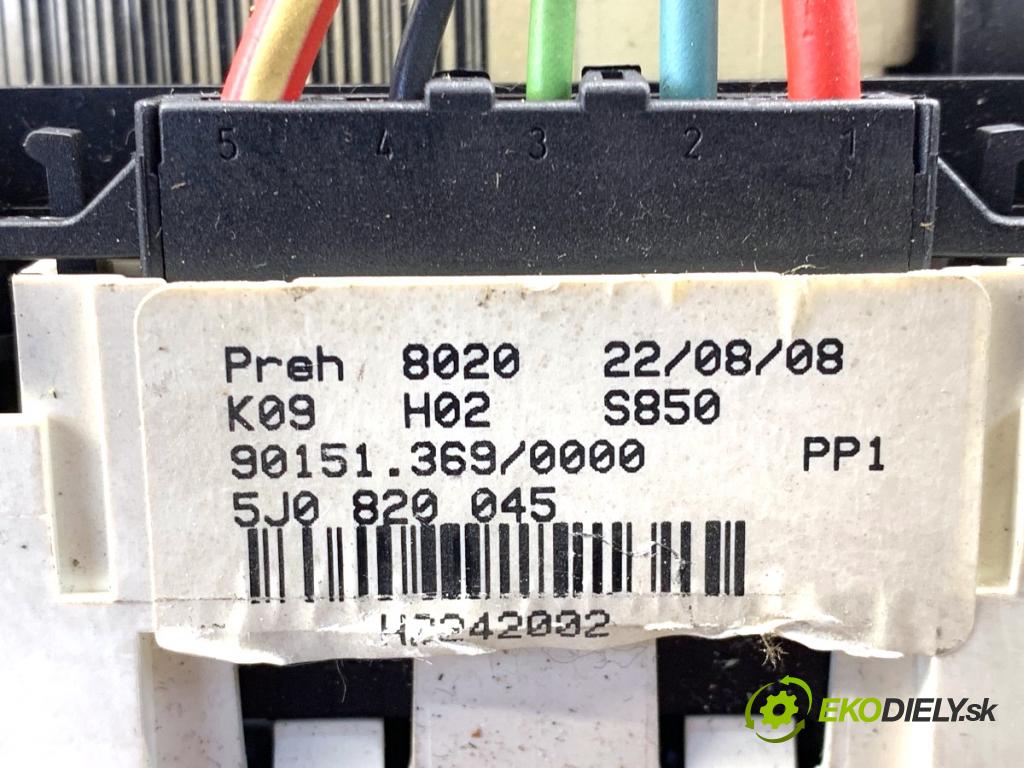 5 4 3 2 1
Preh 8020 22/08/08
K09 H02 S850
90151.369/0000 PP1
5J0 820 045
EKODIELY.sk